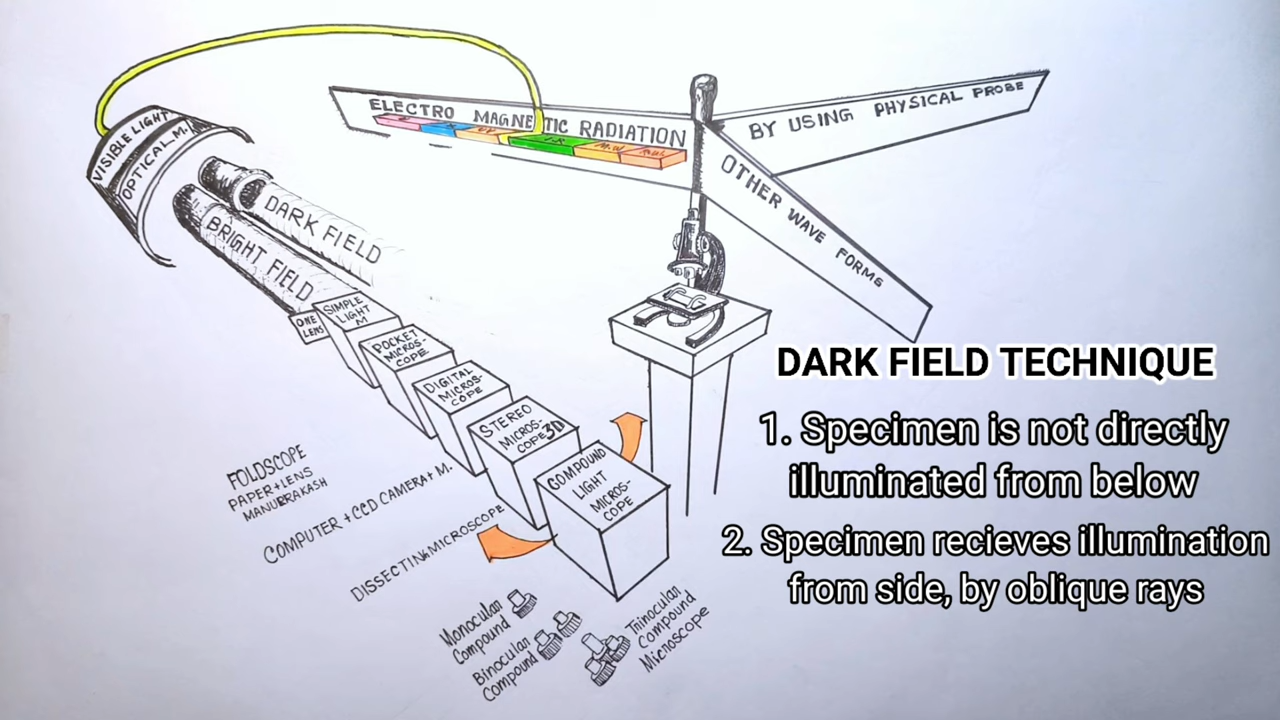 ELECTRO MAGNETIC RADIATION
U.V
I.R
M.W
BY USING PHYSICAL PROBE
OTHER WAVE FORMS
VISIBLE LIGHT
OPTICAL M.
DARK FIELD
BRIGHT FIELD
ONE
LENS
SIMPLE
LIGHT
M
POCKET
MICROS-
COPE
DIGITAL
MICROS-
COPE
STEREO
MICROS-
COPE 3D
COMPOUND
LIGHT
MICROS-
COPE
FOLDSCOPE
PAPER+LENS
MANUBRAKASH
COMPUTER + CCD CAMERA + M.
DISSECTING MICROSCOPE
Monocular
Compound
Binocular
Compound
Trinocular
Compound
Microscope
DARK FIELD TECHNIQUE
1. Specimen is not directly
illuminated from below
2. Specimen recieves illumination
from side, by oblique rays